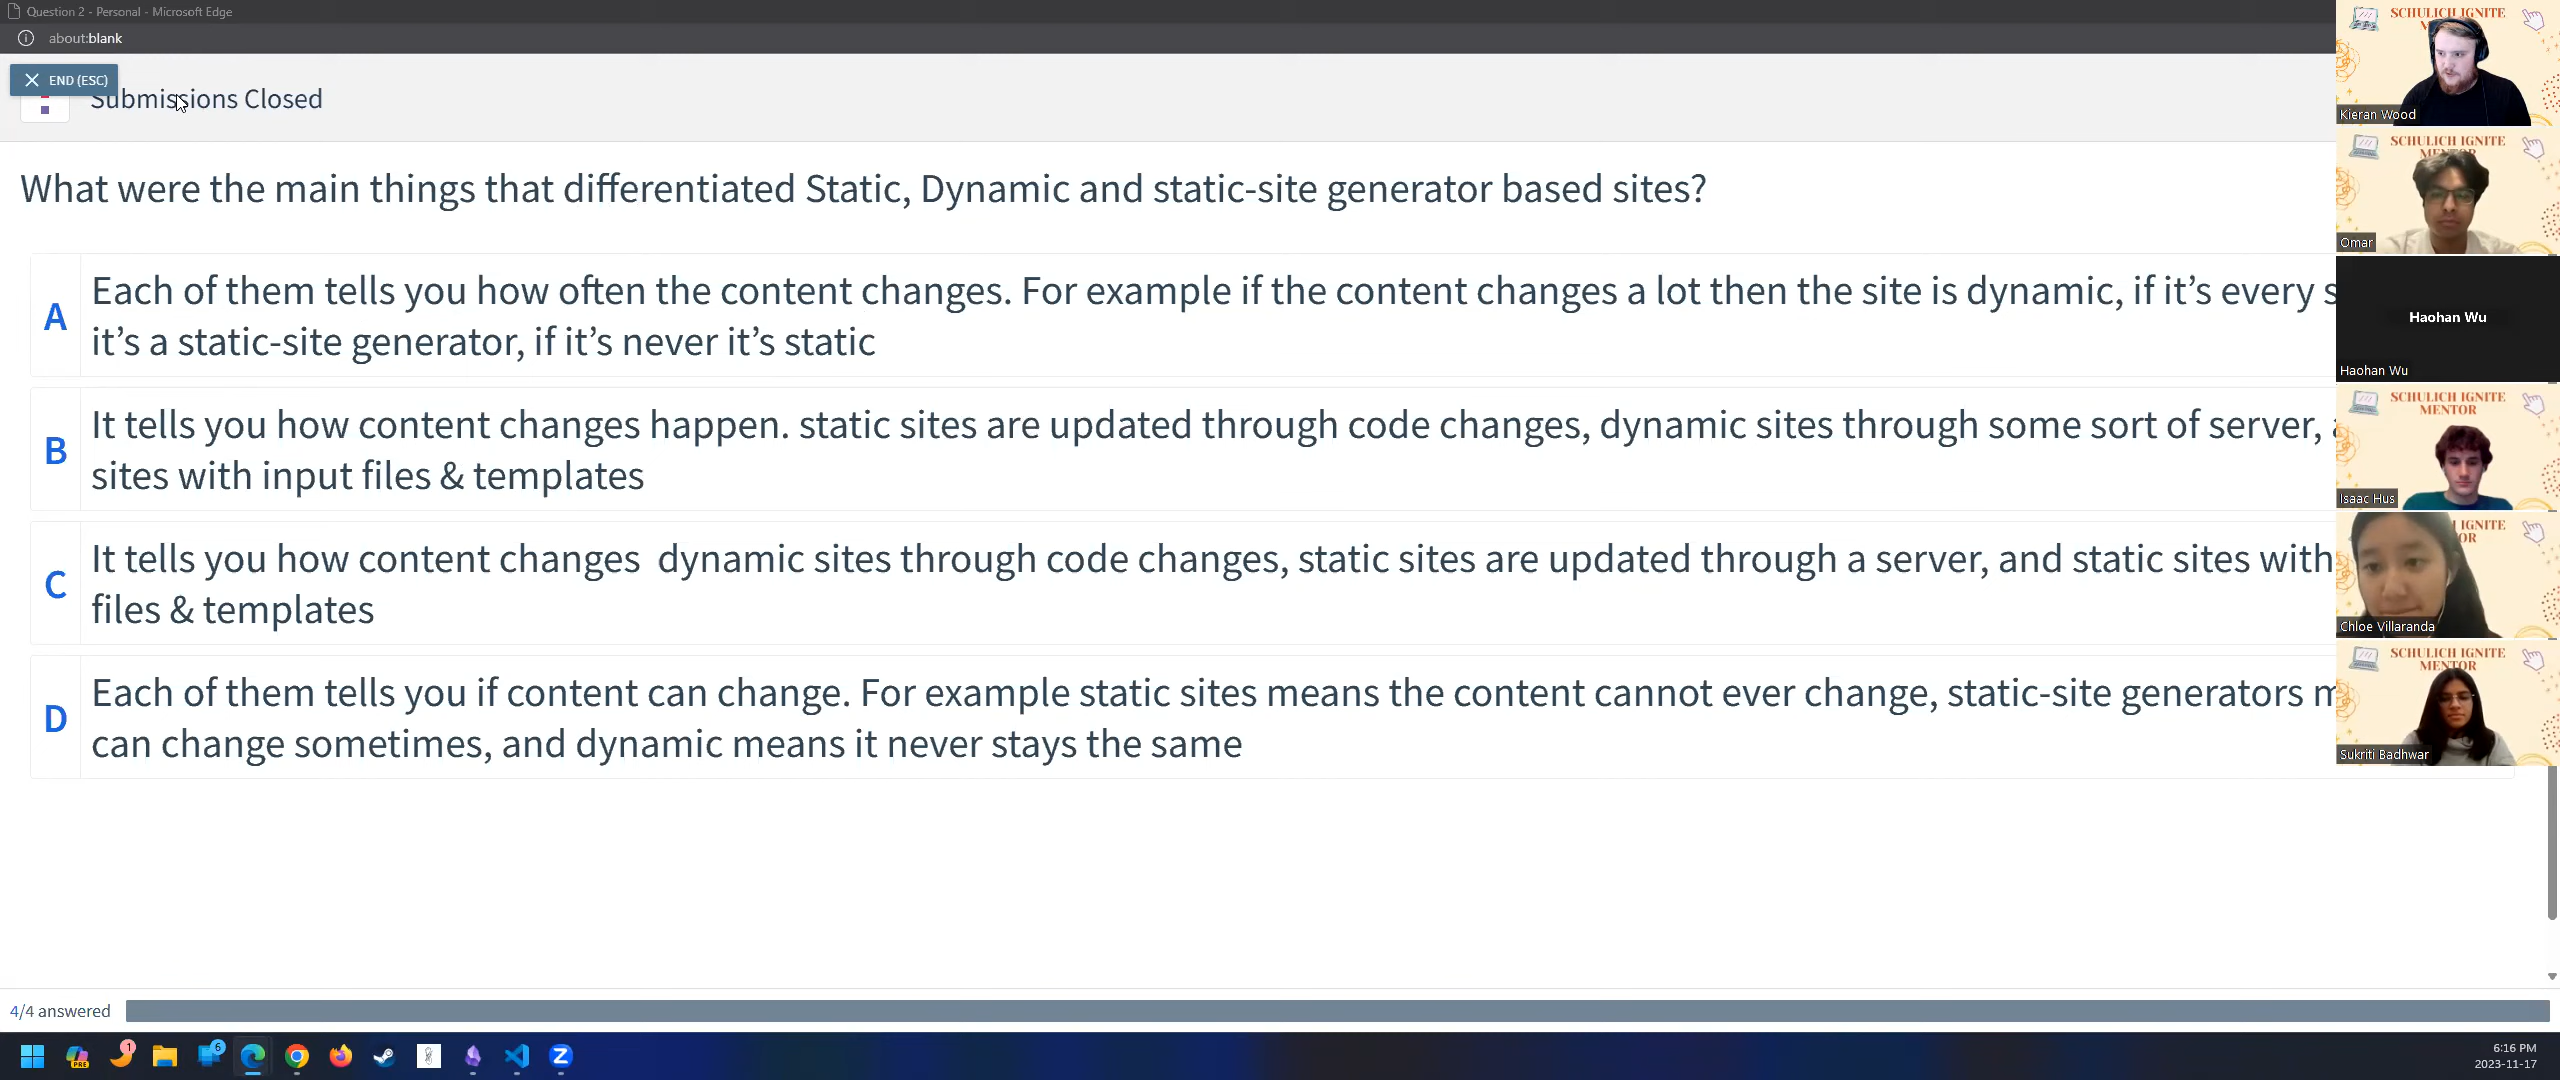 Question 2 - Personal - Microsoft Edge
about:blank
END (ESC)
Submissions Closed
What were the main things that differentiated Static, Dynamic and static-site generator based sites?
A
Each of them tells you how often the content changes. For example if the content changes a lot then the site is dynamic, if it’s every
it’s a static-site generator, if it’s never it’s static
B
It tells you how content changes happen. static sites are updated through code changes, dynamic sites through some sort of server,
sites with input files & templates
C
It tells you how content changes  dynamic sites through code changes, static sites are updated through a server, and static sites with
files & templates
D
Each of them tells you if content can change. For example static sites means the content cannot ever change, static-site generators
can change sometimes, and dynamic means it never stays the same
4/4 answered
SCHULICH IGNITE
Kieran Wood
SCHULICH IGNITE
Omar
Haohan Wu
Haohan Wu
SCHULICH IGNITE
MENTOR
Isaac Hus
IGNITE
Chloe Villaranda
SCHULICH IGNITE
MENTOR
Sukriti Badhwar
1
6
PRE
6:16 PM
2023-11-17